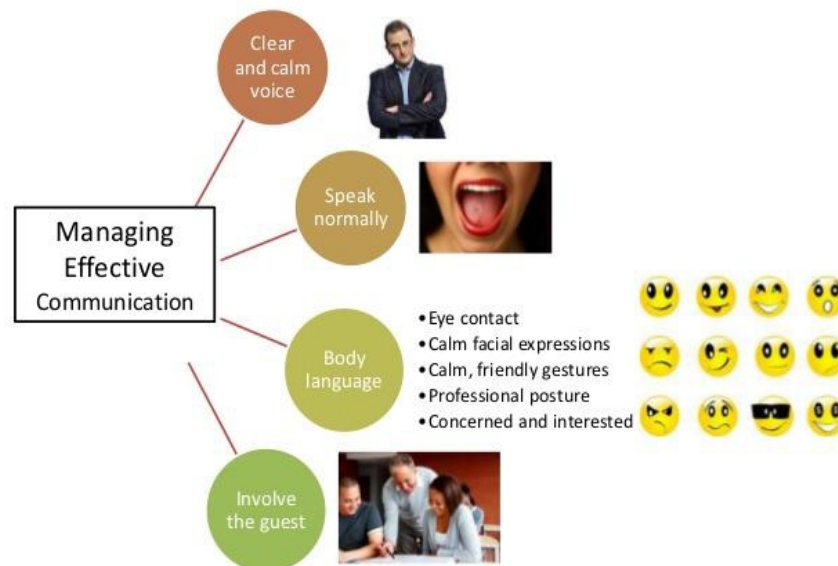 Clear
and calm
voice
Speak
normally
Managing
Effective
Communication
Body
language
•Eye contact
•Calm facial expressions
•Calm, friendly gestures
•Professional posture
•Concerned and interested
Involve
the guest